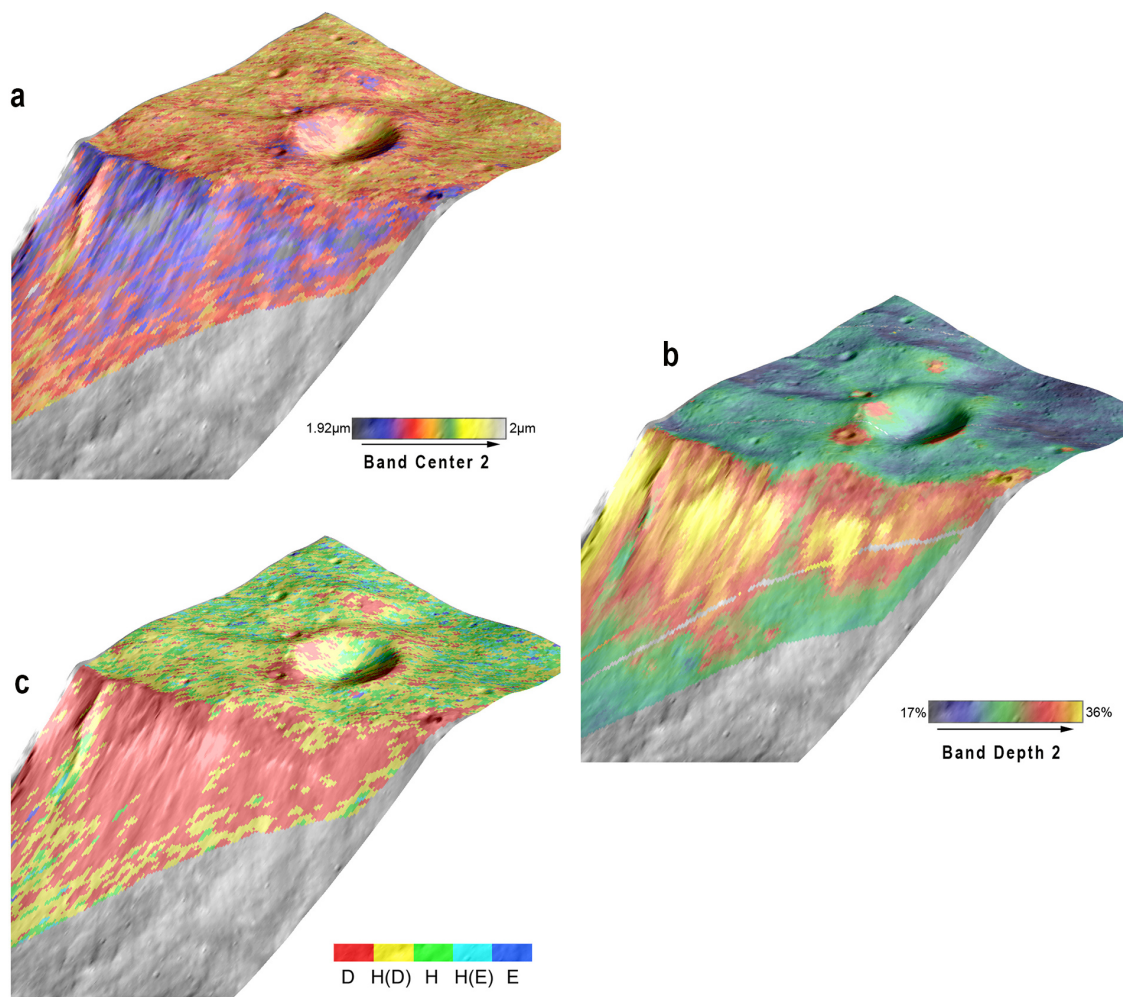 a
1.92µm 2µm
Band Center 2
b
17% 36%
Band Depth 2
c
D H(D) H H(E) E